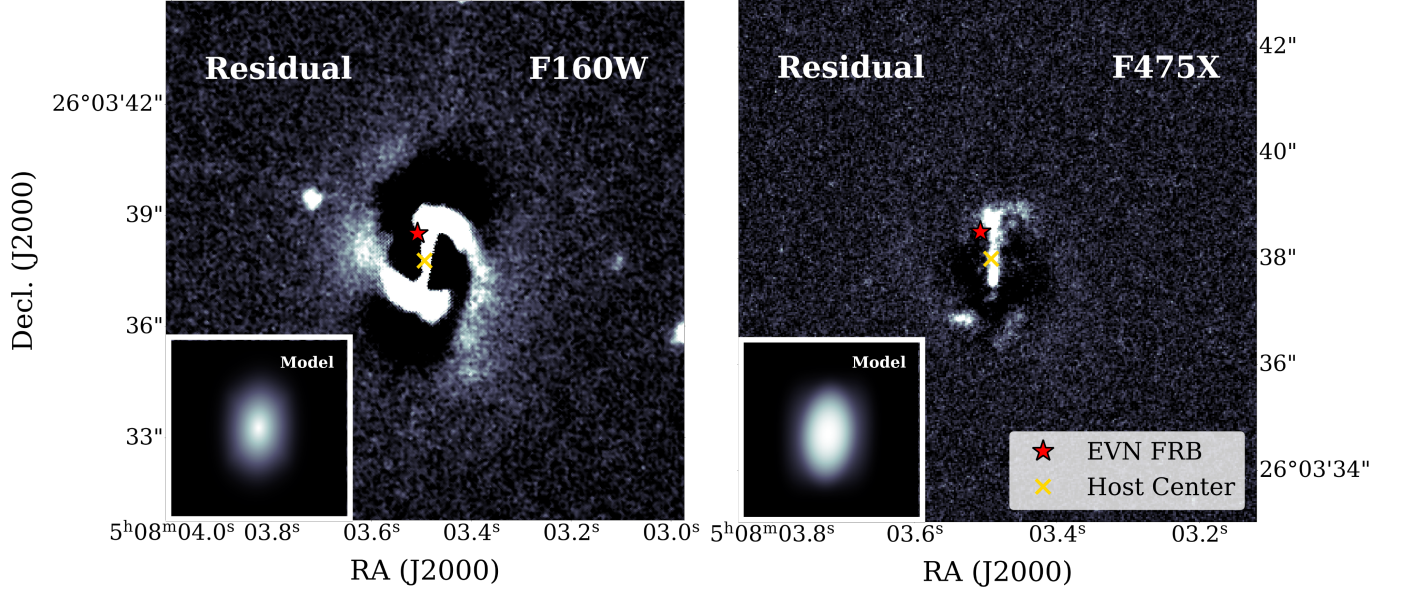 Residual F160W
Residual F475X
42"
26°03'42"
40"
39"
38"
36"
36"
Model
Model
33"
EVN FRB
26°03'34"
Host Center
Decl. (J2000)
5ʰ08ᵐ04.0ˢ 03.8ˢ 03.6ˢ 03.4ˢ 03.2ˢ 03.0ˢ
5ʰ08ᵐ03.8ˢ 03.6ˢ 03.4ˢ 03.2ˢ
RA (J2000)
RA (J2000)